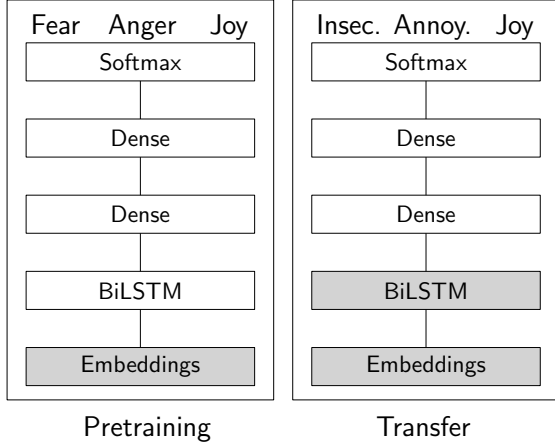 Fear Anger Joy
Softmax
Dense
Dense
BiLSTM
Embeddings
Pretraining
Insec. Annoy. Joy
Softmax
Dense
Dense
BiLSTM
Embeddings
Transfer